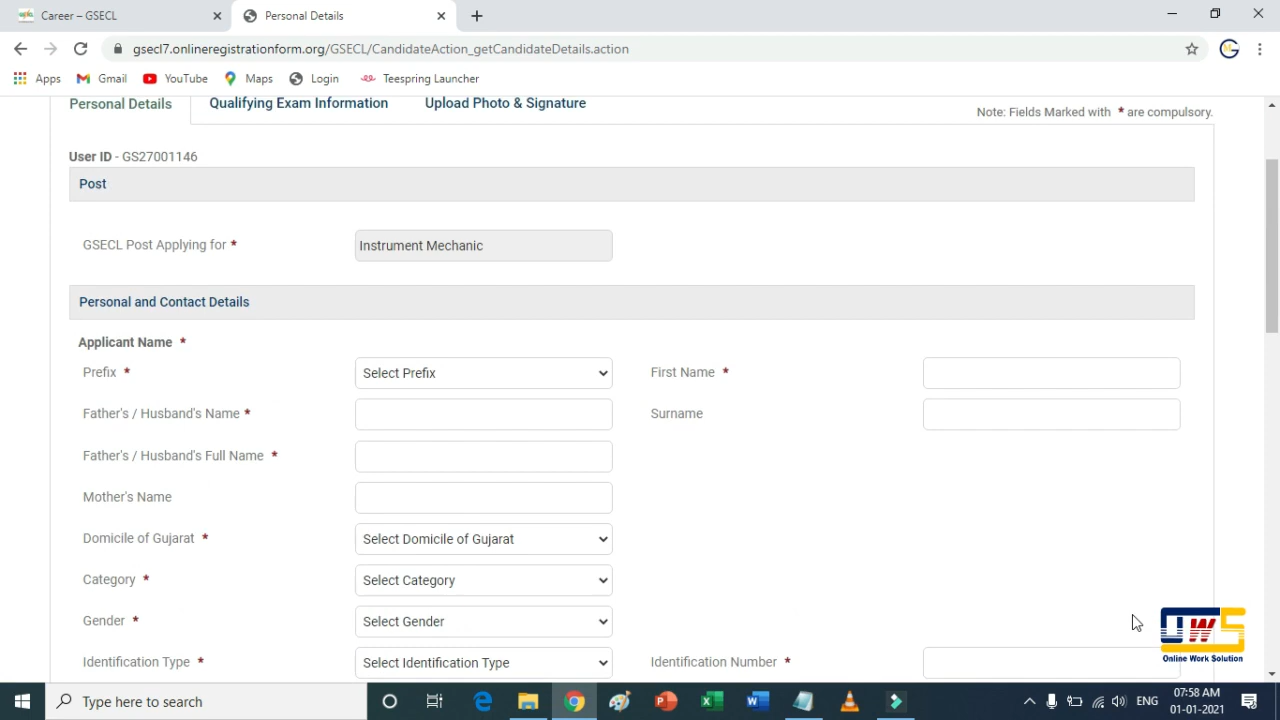 Career – GSECL
Personal Details
gsecl7.onlineregistrationform.org/GSECL/CandidateAction_getCandidateDetails.action
Apps Gmail YouTube Maps Login Teespring Launcher
Personal Details Qualifying Exam Information Upload Photo & Signature
Note: Fields Marked with * are compulsory.
User ID - GS27001146
Post
GSECL Post Applying for * Instrument Mechanic
Personal and Contact Details
Applicant Name *
Prefix * Select Prefix First Name *
Father's / Husband's Name * Surname
Father's / Husband's Full Name *
Mother's Name
Domicile of Gujarat * Select Domicile of Gujarat
Category * Select Category
Gender * Select Gender
Identification Type * Select Identification Type Identification Number *
OWS
Online Work Solution
Type here to search
ENG
07:58 AM
01-01-2021